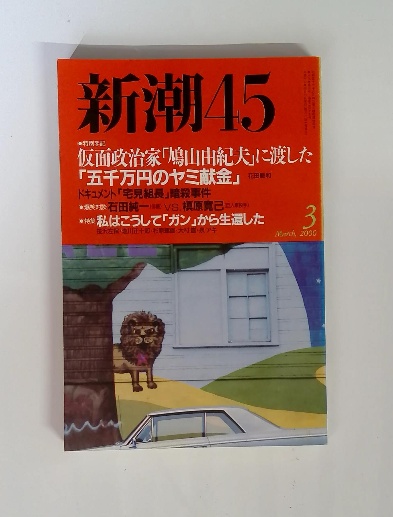 新潮45
仮面政治家「鳩山由紀夫」に渡した
「五千万円のヤミ献金」
ドキュメント「宅見組長」暗殺事件
石田純一 VS. 槇原寛己
●特集 私はこうして「ガン」から生還した
3
March, 2000